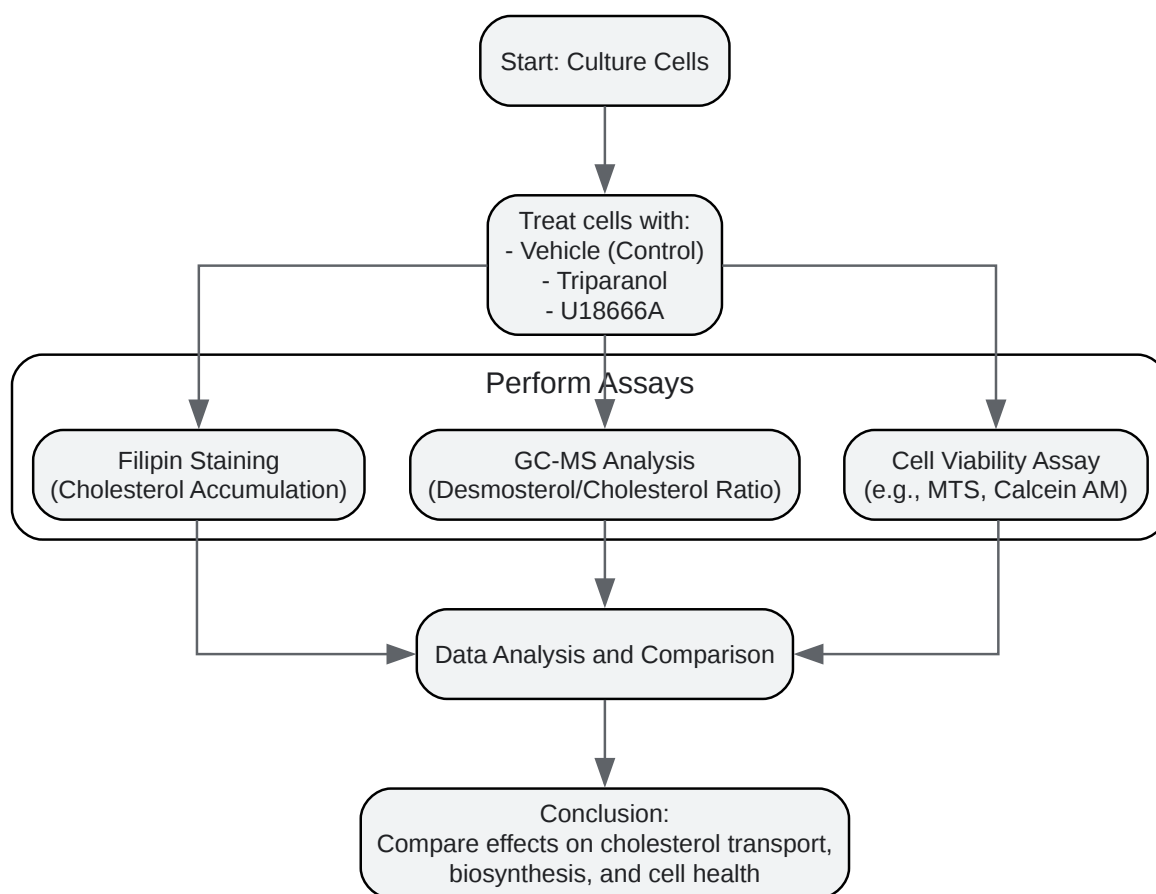 Start: Culture Cells
Treat cells with:
- Vehicle (Control)
- Triparanol
- U18666A
Perform Assays
Filipin Staining
(Cholesterol Accumulation)
GC-MS Analysis
(Desmosterol/Cholesterol Ratio)
Cell Viability Assay
(e.g., MTS, Calcein AM)
Data Analysis and Comparison
Conclusion:
Compare effects on cholesterol transport,
biosynthesis, and cell health